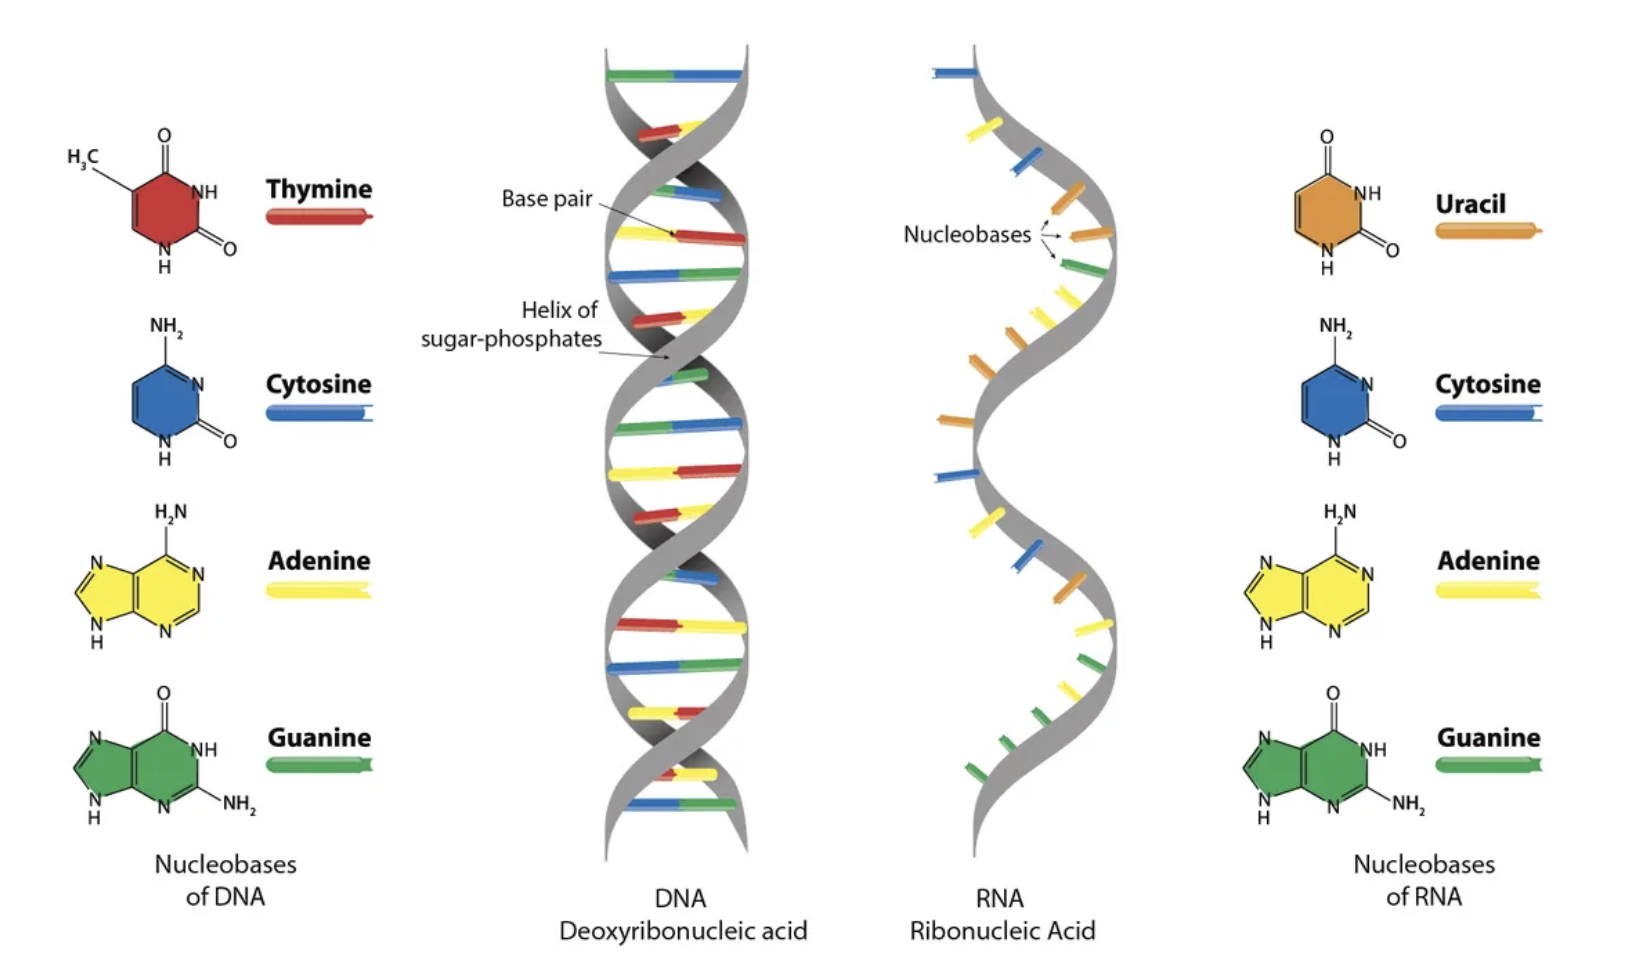 O
H₃C
NH
N
H
O
Thymine
NH₂
N
N
H
O
Cytosine
H₂N
N
N
N
H
N
Adenine
O
N
NH
N
H
N
NH₂
Guanine
Nucleobases
of DNA
Base pair
Helix of
sugar-phosphates
DNA
Deoxyribonucleic acid
Nucleobases
RNA
Ribonucleic Acid
O
NH
N
H
O
Uracil
NH₂
N
N
H
O
Cytosine
H₂N
N
N
N
H
N
Adenine
O
N
NH
N
H
N
NH₂
Guanine
Nucleobases
of RNA